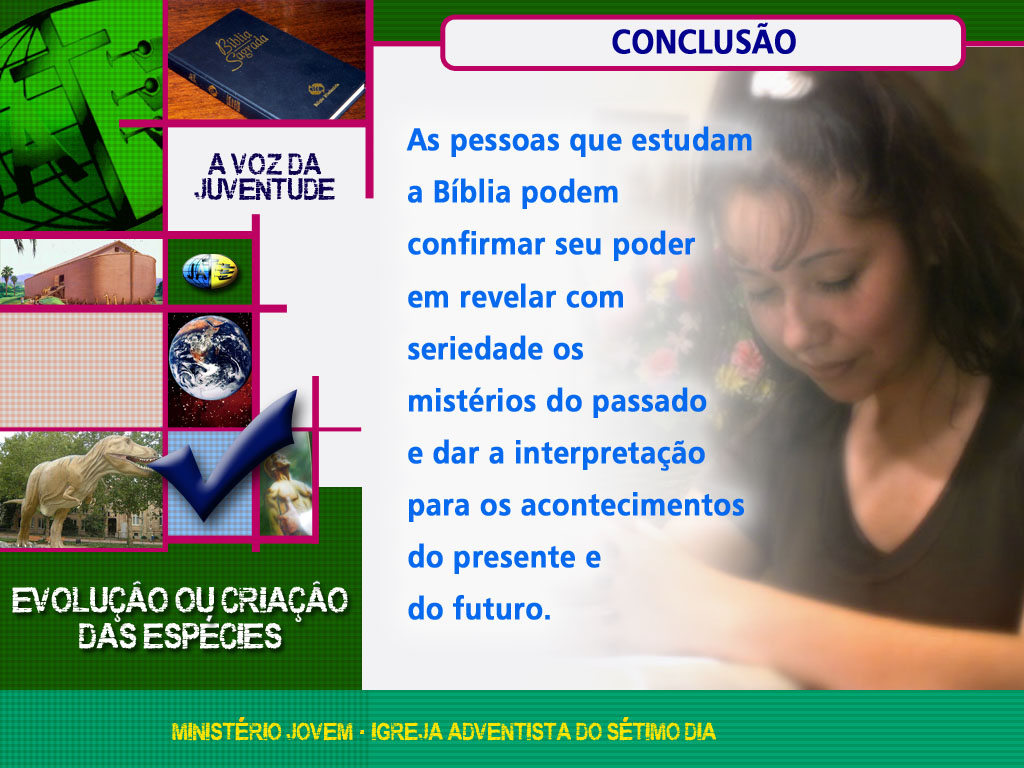 CONCLUSÃO
Bíblia
Sagrada
A VOZ DA
JUVENTUDE
As pessoas que estudam
a Bíblia podem
confirmar seu poder
em revelar com
seriedade os
mistérios do passado
e dar a interpretação
para os acontecimentos
do presente e
do futuro.
EVOLUÇÃO OU CRIAÇÃO
DAS ESPÉCIES
MINISTÉRIO JOVEM - IGREJA ADVENTISTA DO SÉTIMO DIA